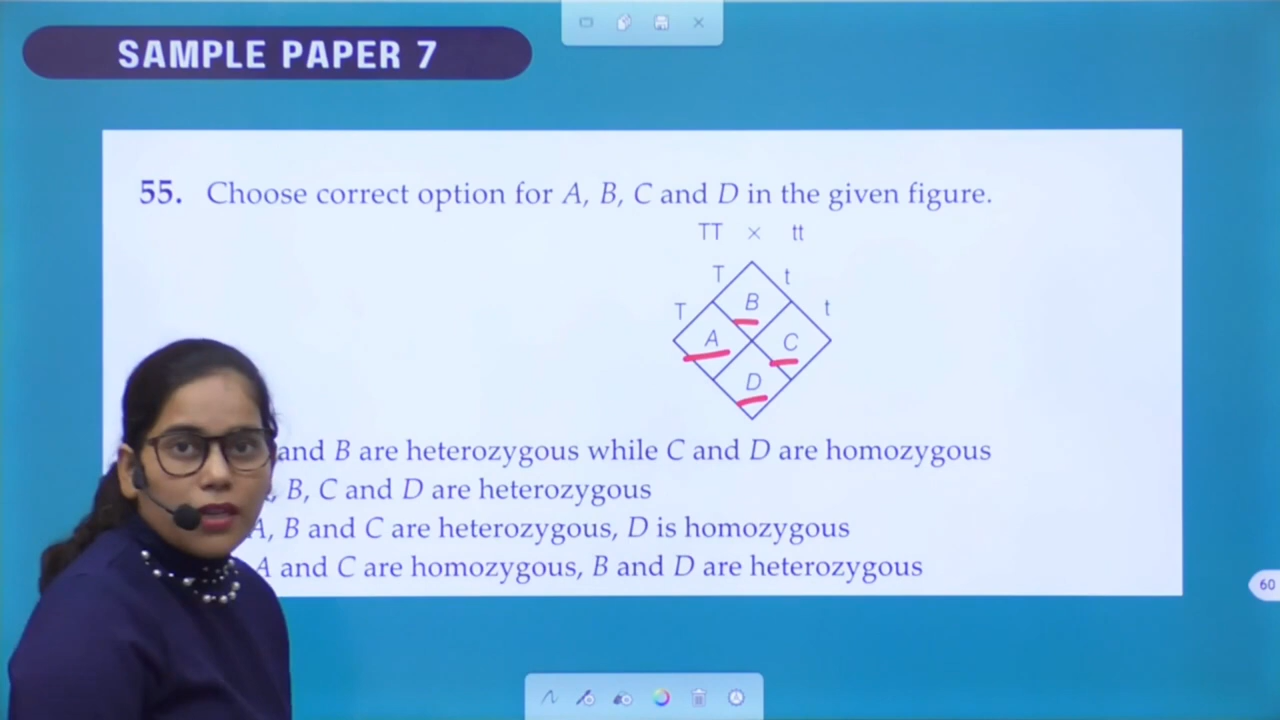 SAMPLE PAPER 7
55. Choose correct option for A, B, C and D in the given figure.
TT × tt
T t
T t
B
A C
D
and B are heterozygous while C and D are homozygous
, B, C and D are heterozygous
A, B and C are heterozygous, D is homozygous
A and C are homozygous, B and D are heterozygous
60